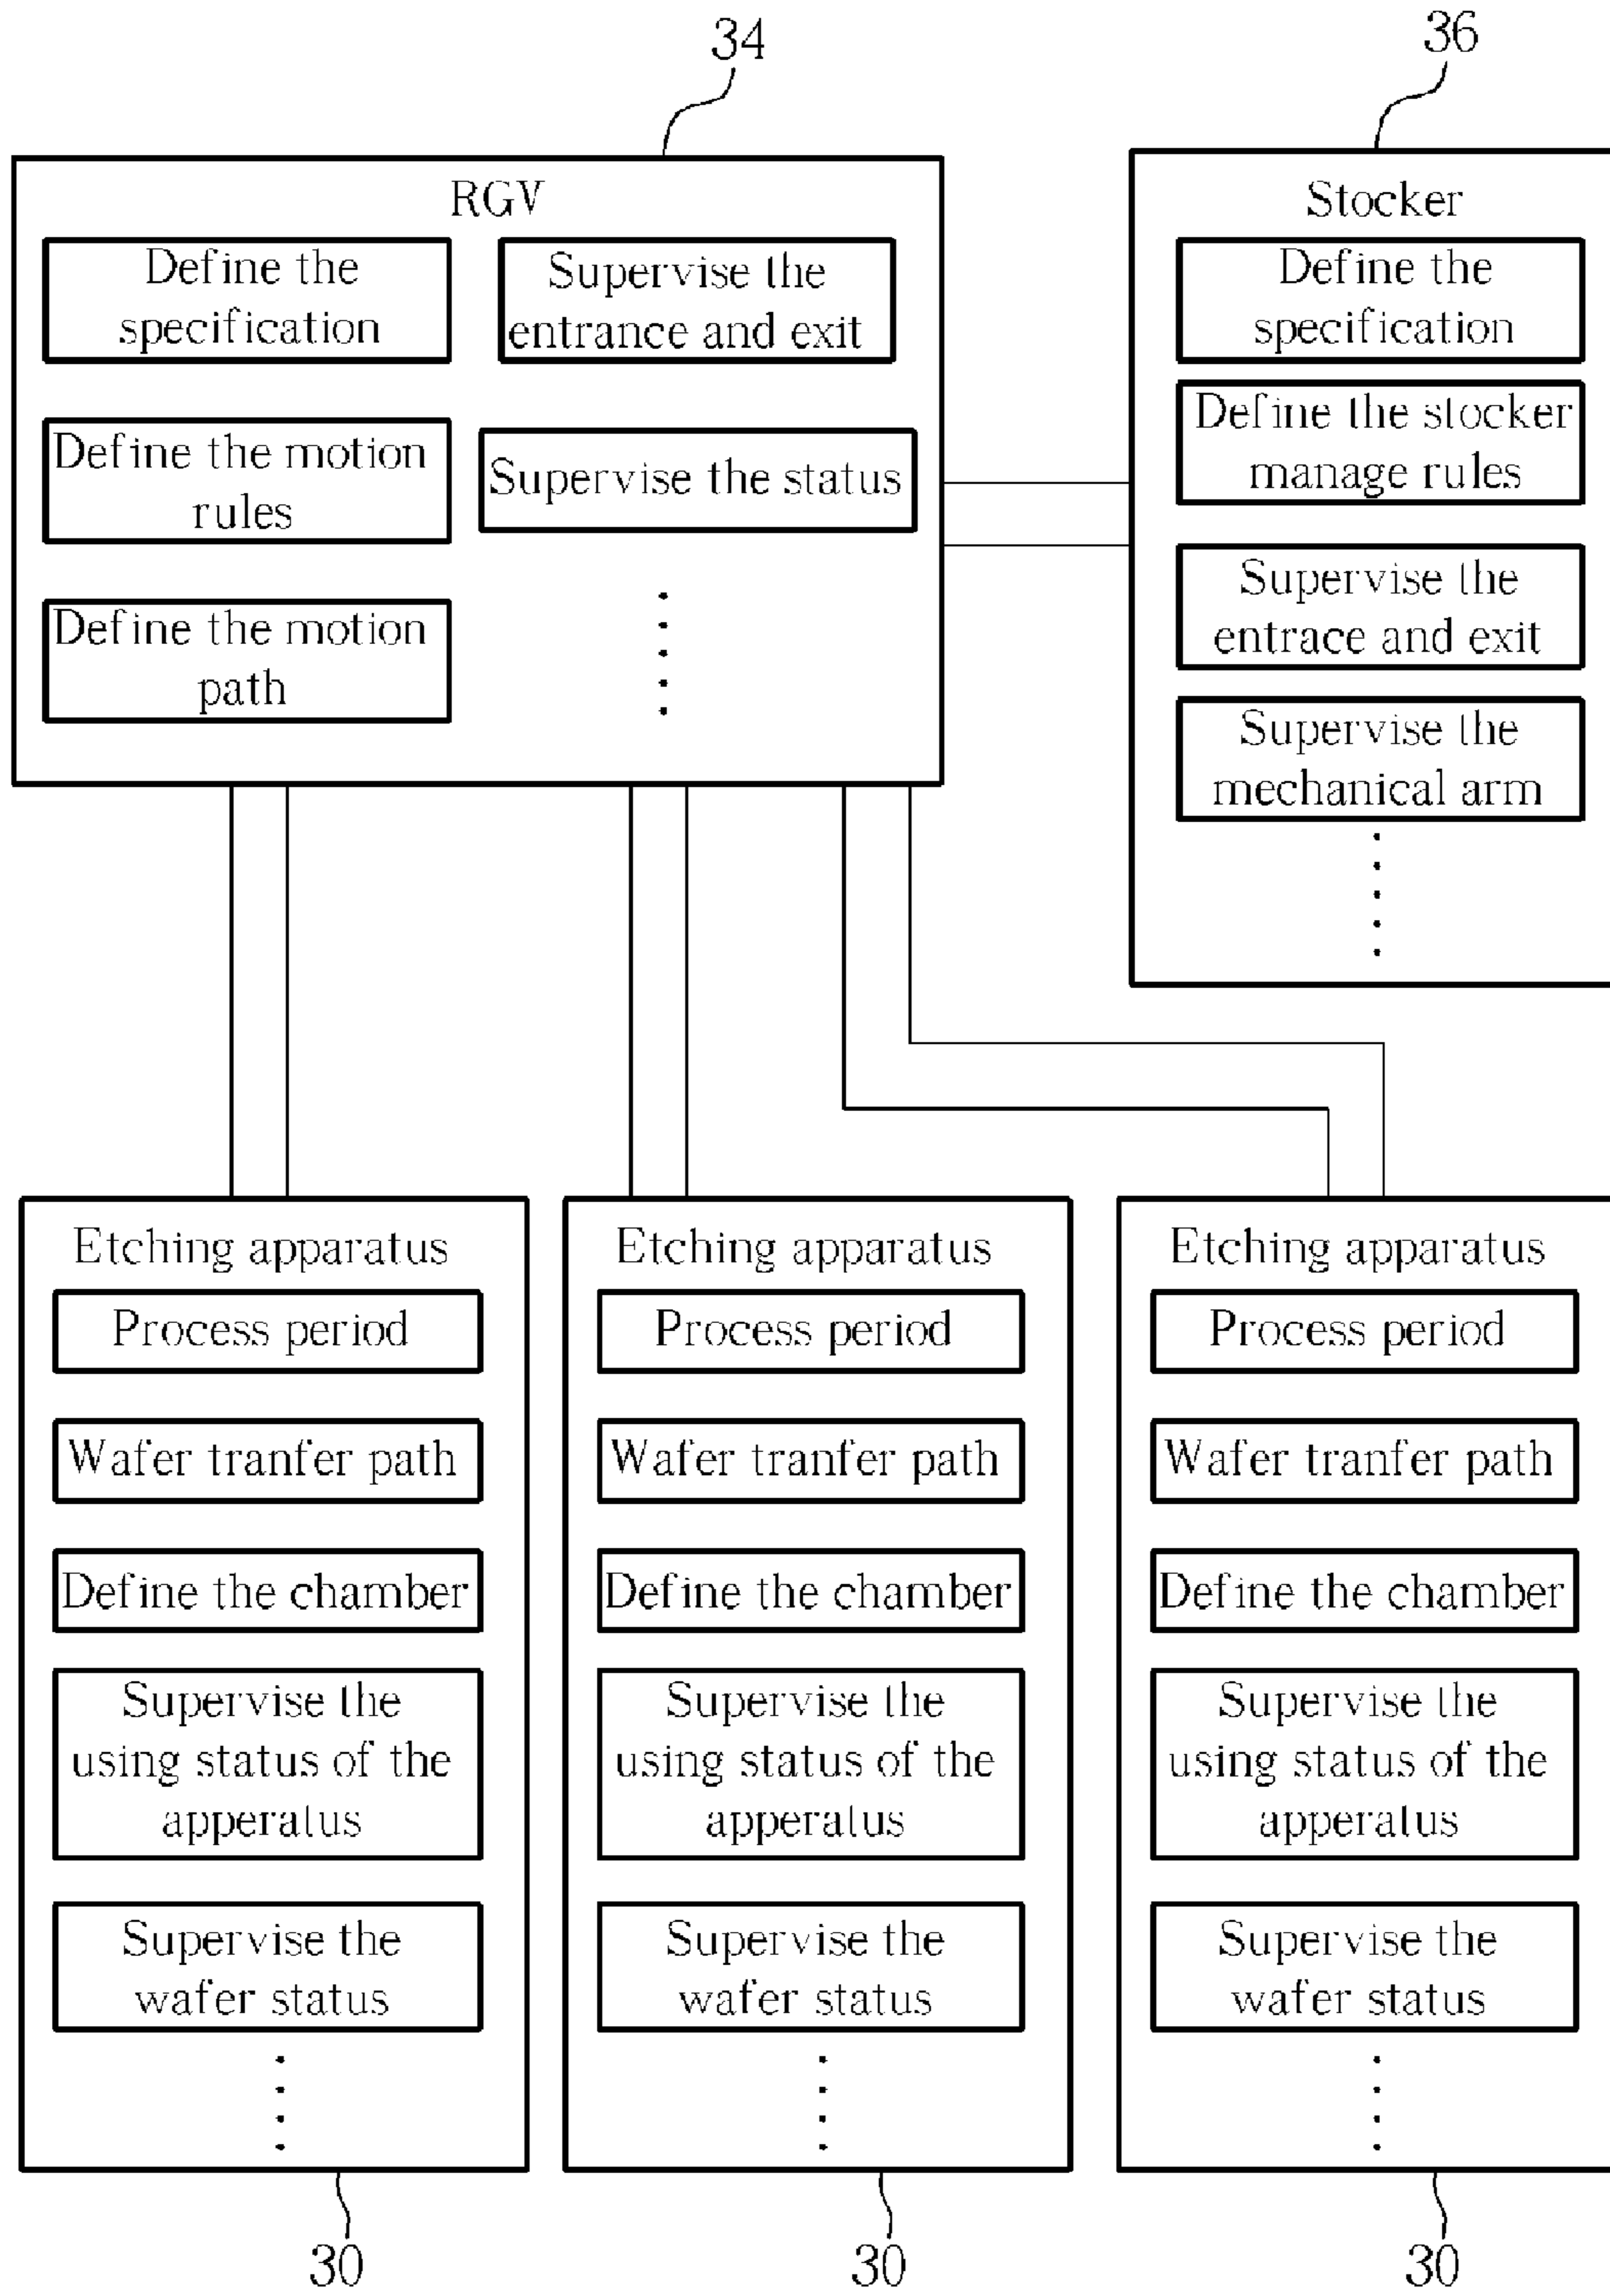 34
36
RGV
Define the
specification
Supervise the
entrance and exit
Define the motion
rules
Supervise the status
Define the motion
path
Stocker
Define the
specification
Define the stocker
manage rules
Supervise the
entrace and exit
Supervise the
mechanical arm
Etching apparatus
Process period
Wafer tranfer path
Define the chamber
Supervise the
using status of the
apperatus
Supervise the
wafer status
30
Etching apparatus
Process period
Wafer tranfer path
Define the chamber
Supervise the
using status of the
apperatus
Supervise the
wafer status
30
Etching apparatus
Process period
Wafer tranfer path
Define the chamber
Supervise the
using status of the
apperatus
Supervise the
wafer status
30